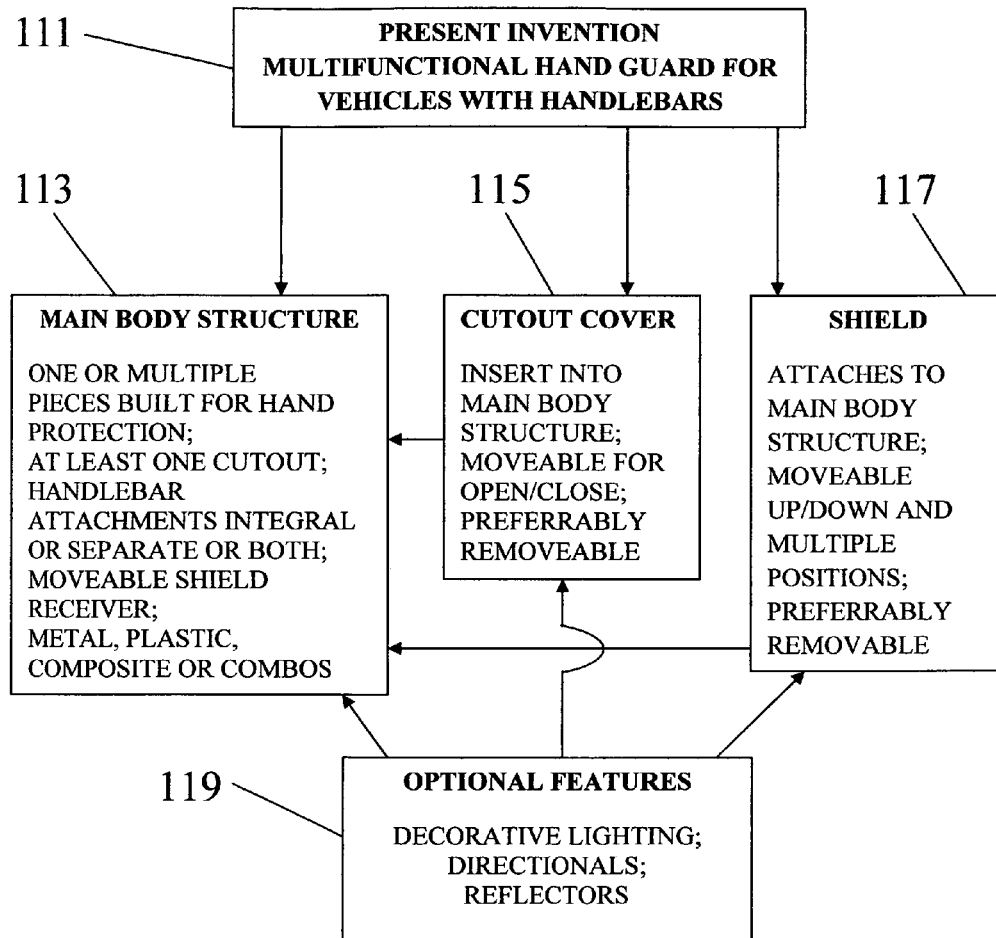 111
PRESENT INVENTION
MULTIFUNCTIONAL HAND GUARD FOR
VEHICLES WITH HANDLEBARS
113
MAIN BODY STRUCTURE
ONE OR MULTIPLE
PIECES BUILT FOR HAND
PROTECTION;
AT LEAST ONE CUTOUT;
HANDLEBAR
ATTACHMENTS INTEGRAL
OR SEPARATE OR BOTH;
MOVEABLE SHIELD
RECEIVER;
METAL, PLASTIC,
COMPOSITE OR COMBOS
115
CUTOUT COVER
INSERT INTO
MAIN BODY
STRUCTURE;
MOVEABLE FOR
OPEN/CLOSE;
PREFERRABLY
REMOVEABLE
117
SHIELD
ATTACHES TO
MAIN BODY
STRUCTURE;
MOVEABLE
UP/DOWN AND
MULTIPLE
POSITIONS;
PREFERRABLY
REMOVABLE
119
OPTIONAL FEATURES
DECORATIVE LIGHTING;
DIRECTIONALS;
REFLECTORS